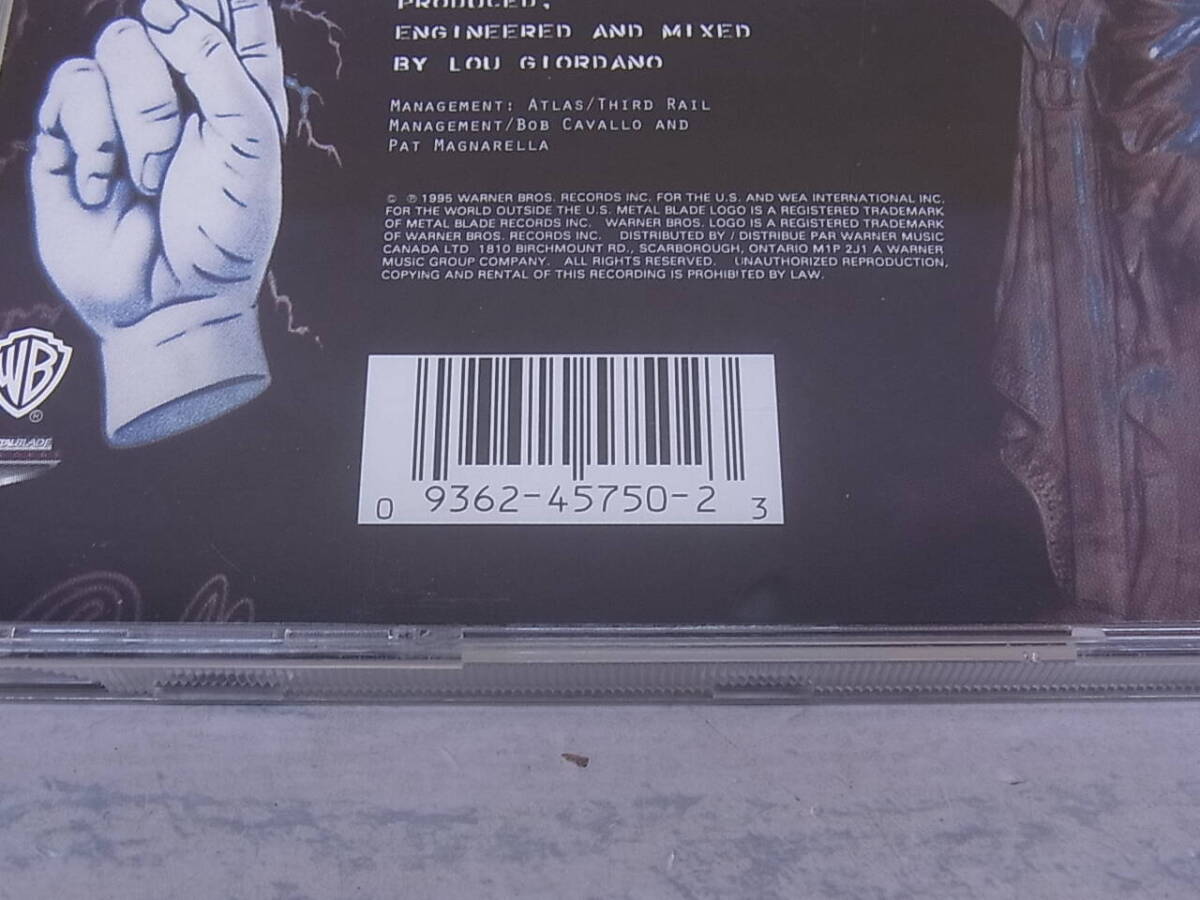 PRODUCED,
ENGINEERED AND MIXED
BY LOU GIORDANO
MANAGEMENT: ATLAS/THIRD RAIL
MANAGEMENT/BOB CAVALLO AND
PAT MAGNARELLA
© ℗ 1995 WARNER BROS. RECORDS INC. FOR THE U.S. AND WEA INTERNATIONAL INC.
FOR THE WORLD OUTSIDE THE U.S. METAL BLADE LOGO IS A REGISTERED TRADEMARK
OF METAL BLADE RECORDS INC. WARNER BROS. LOGO IS A REGISTERED TRADEMARK
OF WARNER BROS. RECORDS INC. DISTRIBUTED BY / DISTRIBUE PAR WARNER MUSIC
CANADA LTD 1810 BIRCHMOUNT RD., SCARBOROUGH, ONTARIO M1P 2J1 A WARNER
MUSIC GROUP COMPANY. ALL RIGHTS RESERVED. UNAUTHORIZED REPRODUCTION,
COPYING AND RENTAL OF THIS RECORDING IS PROHIBITED BY LAW.
WB ®
0 9362-45750-2 3